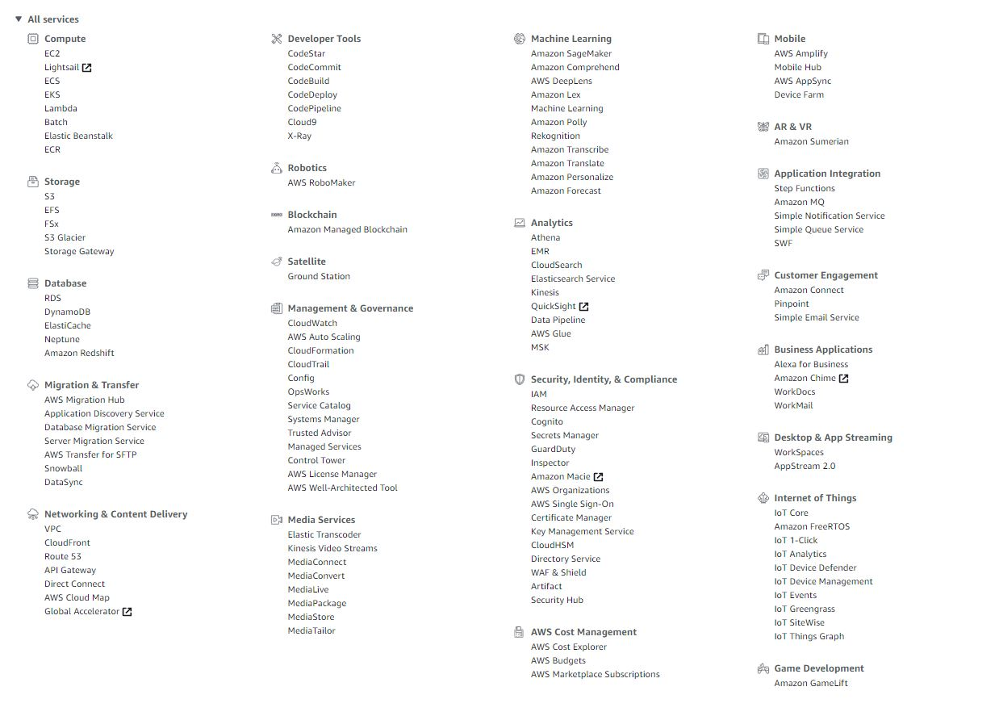 All services
Compute
EC2
Lightsail
ECS
EKS
Lambda
Batch
Elastic Beanstalk
ECR
Storage
S3
EFS
FSx
S3 Glacier
Storage Gateway
Database
RDS
DynamoDB
ElastiCache
Neptune
Amazon Redshift
Migration & Transfer
AWS Migration Hub
Application Discovery Service
Database Migration Service
Server Migration Service
AWS Transfer for SFTP
Snowball
DataSync
Networking & Content Delivery
VPC
CloudFront
Route 53
API Gateway
Direct Connect
AWS Cloud Map
Global Accelerator
Developer Tools
CodeStar
CodeCommit
CodeBuild
CodeDeploy
CodePipeline
Cloud9
X-Ray
Robotics
AWS RoboMaker
Blockchain
Amazon Managed Blockchain
Satellite
Ground Station
Management & Governance
CloudWatch
AWS Auto Scaling
CloudFormation
CloudTrail
Config
OpsWorks
Service Catalog
Systems Manager
Trusted Advisor
Managed Services
Control Tower
AWS License Manager
AWS Well-Architected Tool
Media Services
Elastic Transcoder
Kinesis Video Streams
MediaConnect
MediaConvert
MediaLive
MediaPackage
MediaStore
MediaTailor
Machine Learning
Amazon SageMaker
Amazon Comprehend
AWS DeepLens
Amazon Lex
Machine Learning
Amazon Polly
Rekognition
Amazon Transcribe
Amazon Translate
Amazon Personalize
Amazon Forecast
Analytics
Athena
EMR
CloudSearch
Elasticsearch Service
Kinesis
QuickSight
Data Pipeline
AWS Glue
MSK
Security, Identity, & Compliance
IAM
Resource Access Manager
Cognito
Secrets Manager
GuardDuty
Inspector
Amazon Macie
AWS Organizations
AWS Single Sign-On
Certificate Manager
Key Management Service
CloudHSM
Directory Service
WAF & Shield
Artifact
Security Hub
AWS Cost Management
AWS Cost Explorer
AWS Budgets
AWS Marketplace Subscriptions
Mobile
AWS Amplify
Mobile Hub
AWS AppSync
Device Farm
AR & VR
Amazon Sumerian
Application Integration
Step Functions
Amazon MQ
Simple Notification Service
Simple Queue Service
SWF
Customer Engagement
Amazon Connect
Pinpoint
Simple Email Service
Business Applications
Alexa for Business
Amazon Chime
WorkDocs
WorkMail
Desktop & App Streaming
WorkSpaces
AppStream 2.0
Internet of Things
IoT Core
Amazon FreeRTOS
IoT 1-Click
IoT Analytics
IoT Device Defender
IoT Device Management
IoT Events
IoT Greengrass
IoT SiteWise
IoT Things Graph
Game Development
Amazon GameLift